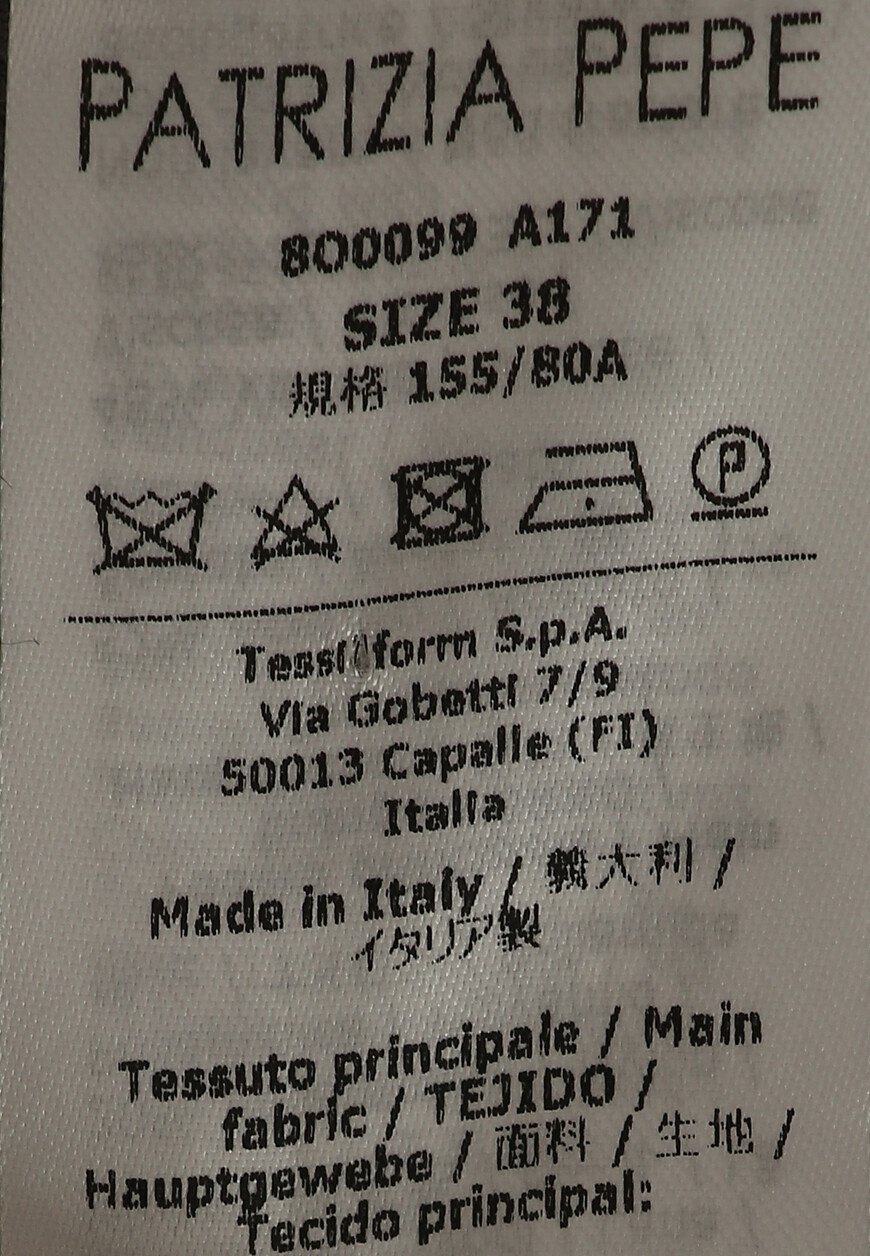 PATRIZIA PEPE
8O0099 A171
SIZE 38
規格 155/80A
P
Tessilform S.p.A.
Via Gobetti 7/9
50013 Capalle (FI)
Italia
Made in Italy / 義大利 /
イタリア製
Tessuto principale / Main
fabric / TEJIDO /
Hauptgewebe / 面料 / 生地 /
Tecido principal: